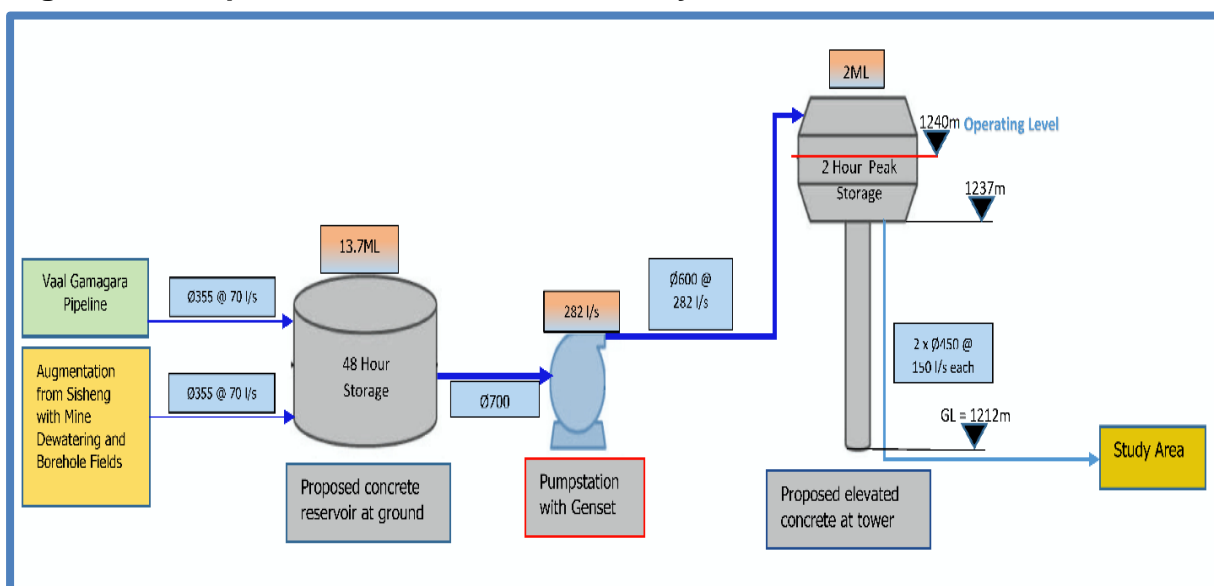 2ML
1240m Operating Level
2 Hour Peak
Storage
1237m
13.7ML
Vaal Gamagara
Pipeline
Ø355 @ 70 l/s
Ø600 @
282 l/s
282 l/s
48 Hour
Storage
Augmentation
from Sisheng
with Mine
Dewatering and
Borehole Fields
Ø355 @ 70 l/s
Ø700
2 x Ø450 @
150 l/s each
GL = 1212m
Study Area
Proposed concrete
reservoir at ground
Pumpstation
with Genset
Proposed elevated
concrete at tower